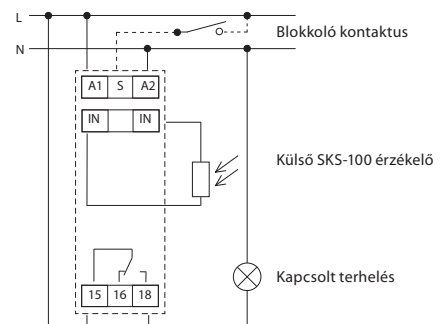 L
Blokkoló kontaktus
N
A1 S A2
IN IN
Külső SKS-100 érzékelő
Kapcsolt terhelés
15 16 18